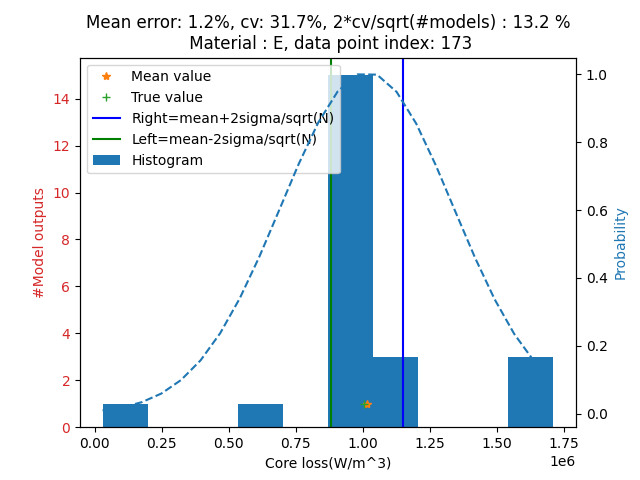 Mean error: 1.2%, cv: 31.7%, 2*cv/sqrt(#models) : 13.2 %
Material : E, data point index: 173
Mean value
True value
Right=mean+2sigma/sqrt(N)
Left=mean-2sigma/sqrt(N)
Histogram
14
12
10
8
6
4
2
0
#Model outputs
1.0
0.8
0.6
0.4
0.2
0.0
Probability
0.00 0.25 0.50 0.75 1.00 1.25 1.50 1.75
1e6
Core loss(W/m^3)